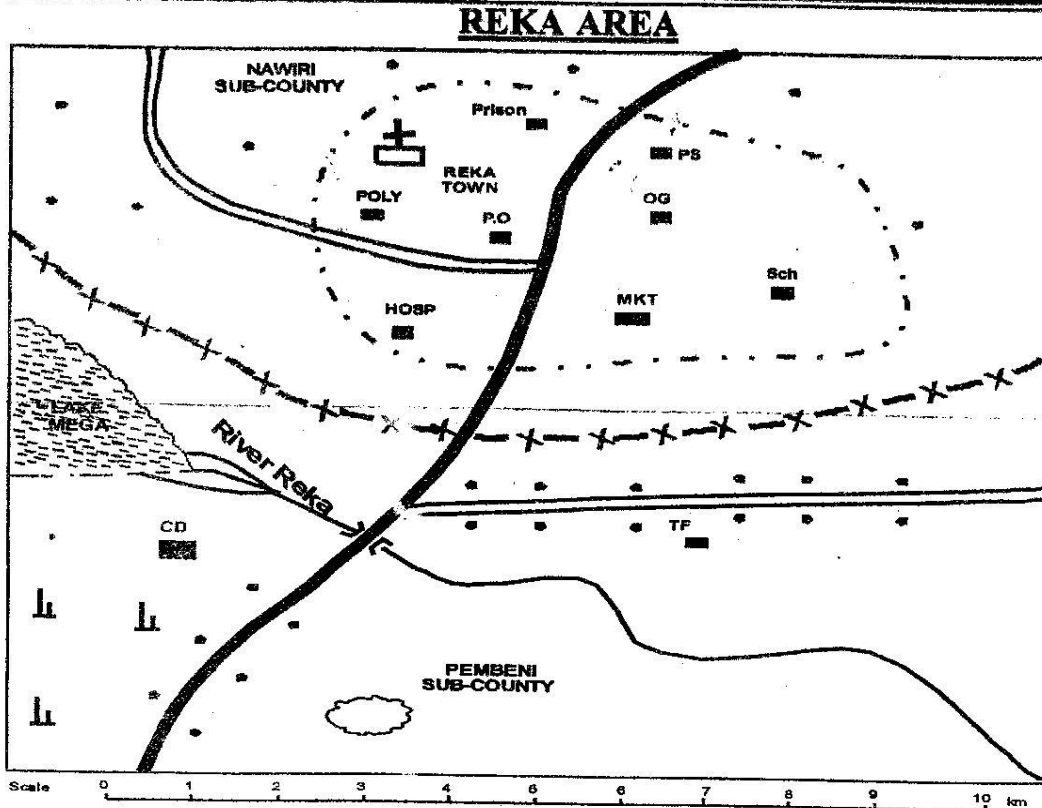 REKA AREA
NAWIRI
SUB-COUNTY
Prison
PS
REKA
TOWN
POLY
P.O
OG
Sch
HOSP
MKT
LAKE
MEGA
River Reka
CD
TF
PEMBENI
SUB-COUNTY
Scale 0 1 2 3 4 5 6 7 8 9 10 km